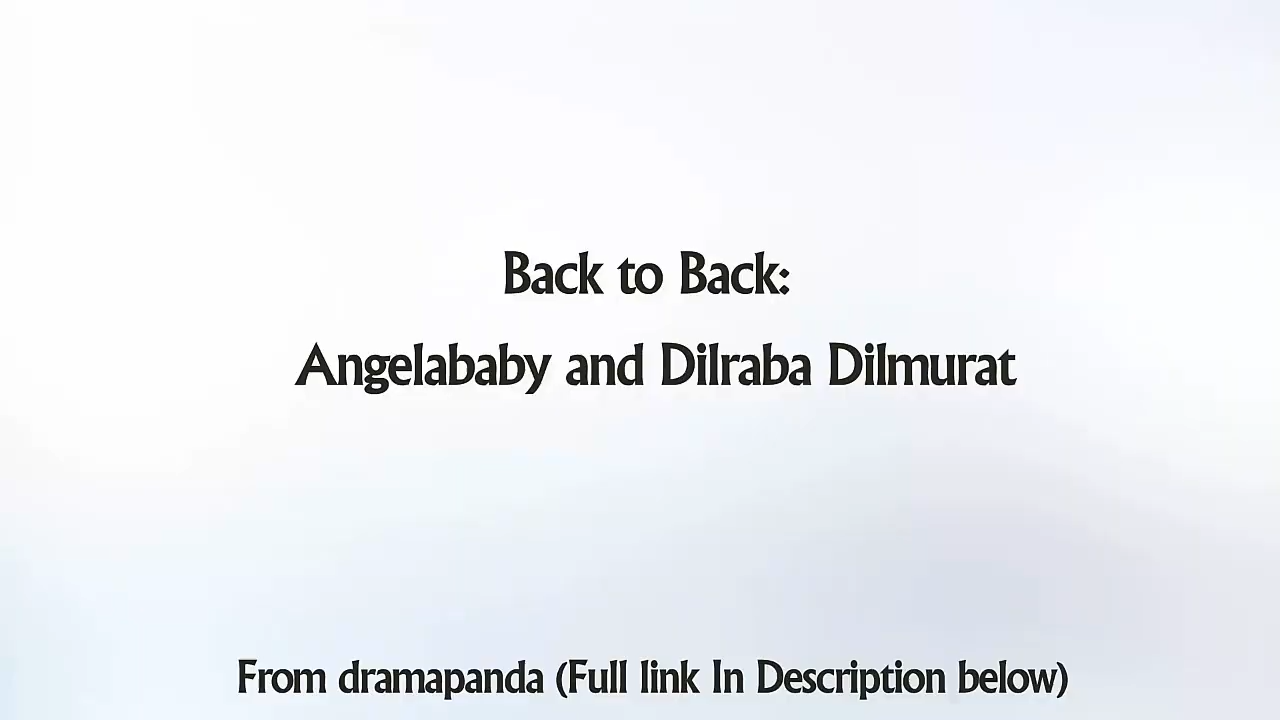 Back to Back:
Angelababy and Dilraba Dilmurat
From dramapanda (Full link In Description below)